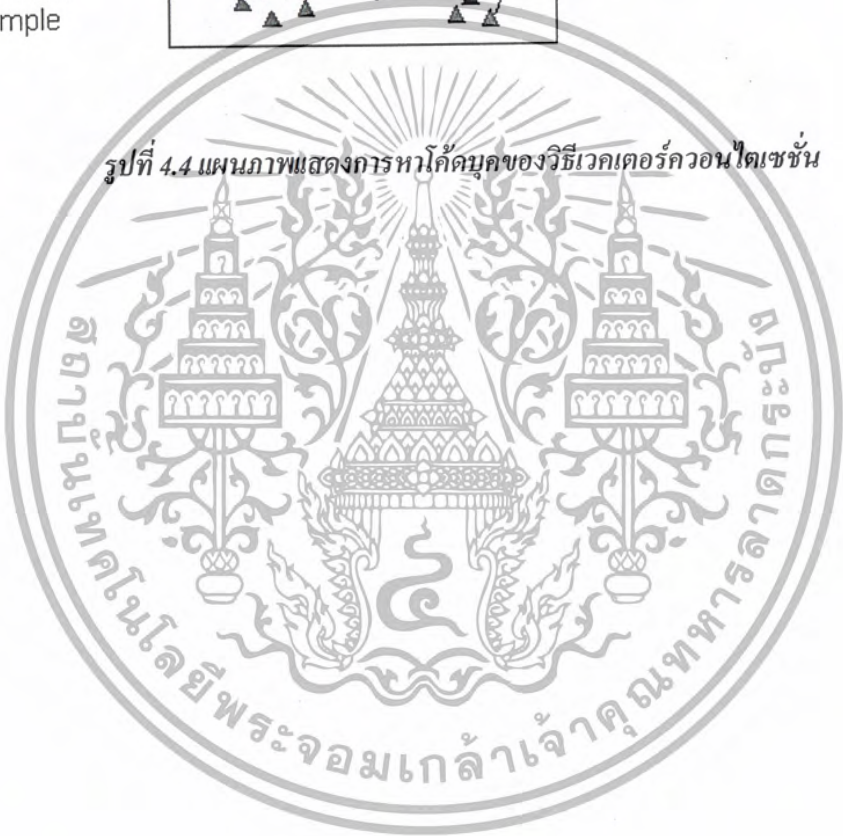 mple
รูปที่ 4.4 แผนภาพแสดงการหาโค้ดบุคของวิธีเวคเตอร์ควอนไตเซชั่น
สถาบันเทคโนโลยีพระจอมเกล้าเจ้าคุณทหารลาดกระบัง